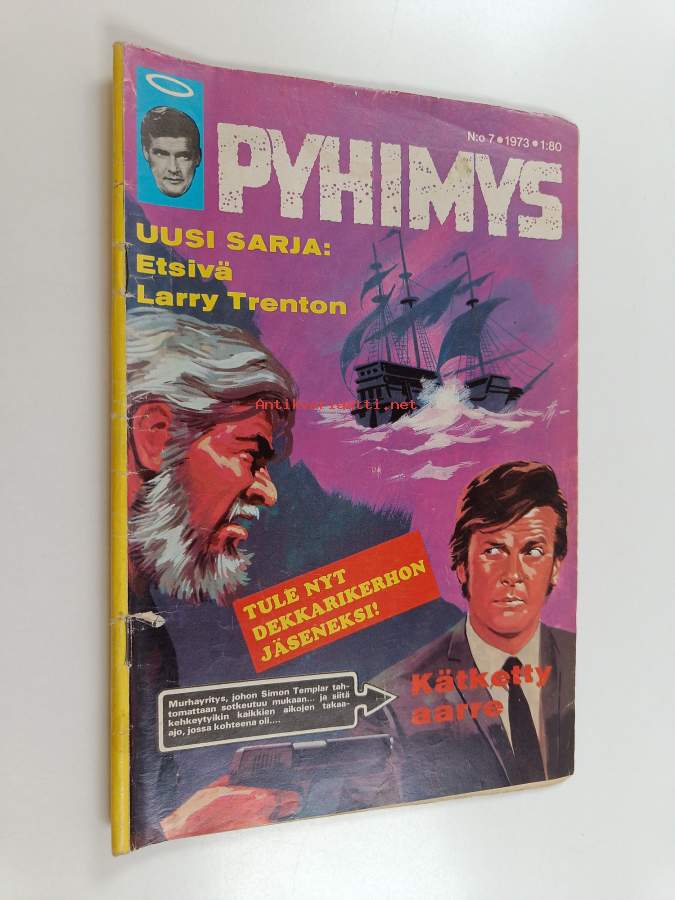 N:o 7 • 1973 • 1:80
PYHIMYS
UUSI SARJA:
Etsivä
Larry Trenton
Antikvariaatti.net
TULE NYT
DEKKARIKERHON
JÄSENEKSI!
Murhayritys, johon Simon Templar tah-
tomattaan sotkeutuu mukaan... ja siitä
kehkeytyikin kaikkien aikojen takaa-
ajo, jossa kohteena oli....
Kätketty
aarre